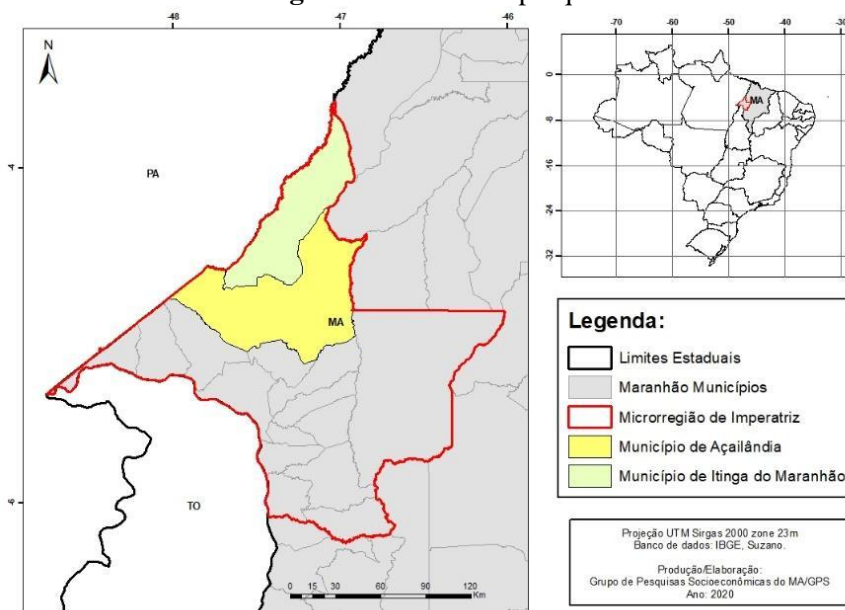 -48 -47 -46
N
-4
PA
MA
-6
TO
0 15 30 60 90 120
Km
-70 -60 -50 -40 -30
0
-8
-16
-24
-32
MA
Legenda:
Limites Estaduais
Maranhão Municípios
Microrregião de Imperatriz
Município de Açailândia
Município de Itinga do Maranhão
Projeção UTM Sirgas 2000 zone 23m
Banco de dados: IBGE, Suzano.
Produção/Elaboração:
Grupo de Pesquisas Socioeconômicas do MA/GPS
Ano: 2020